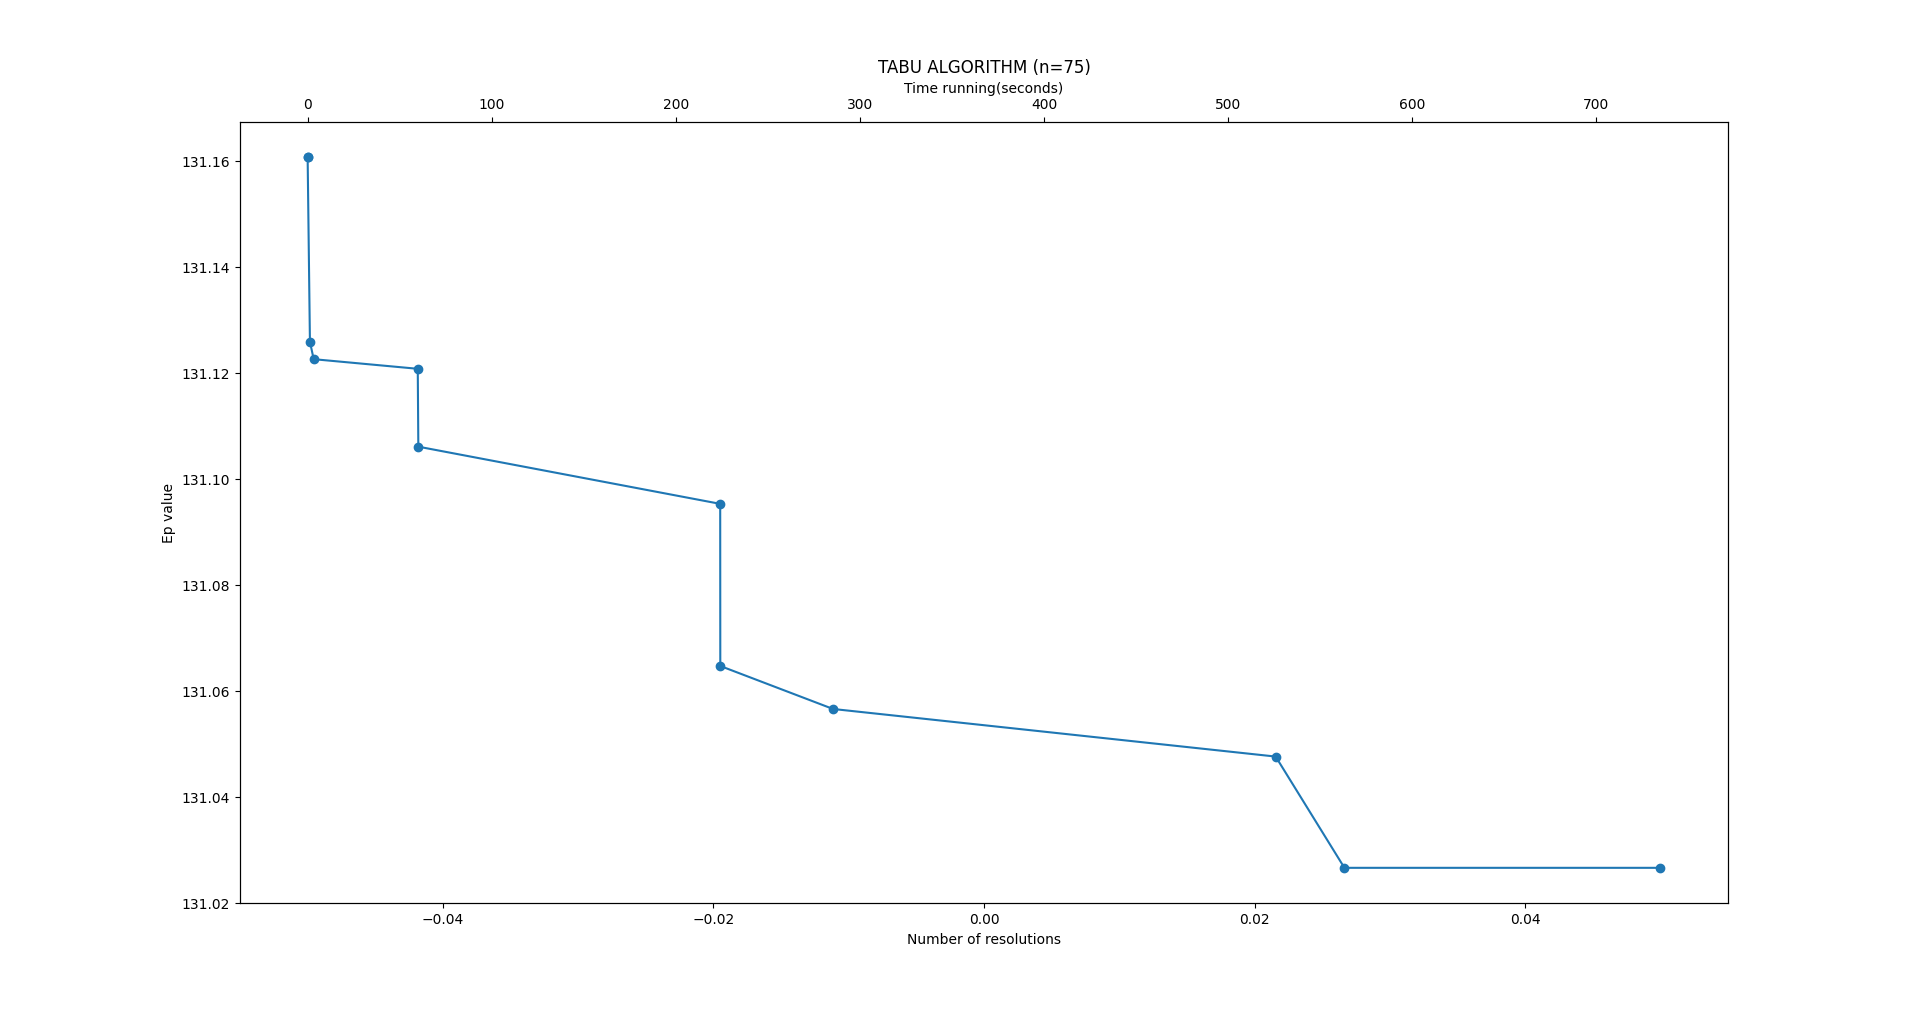 TABU ALGORITHM (n=75)
Time running(seconds)
0 100 200 300 400 500 600 700
131.16
131.14
131.12
131.10
131.08
131.06
131.04
131.02
Ep value
−0.04 −0.02 0.00 0.02 0.04
Number of resolutions